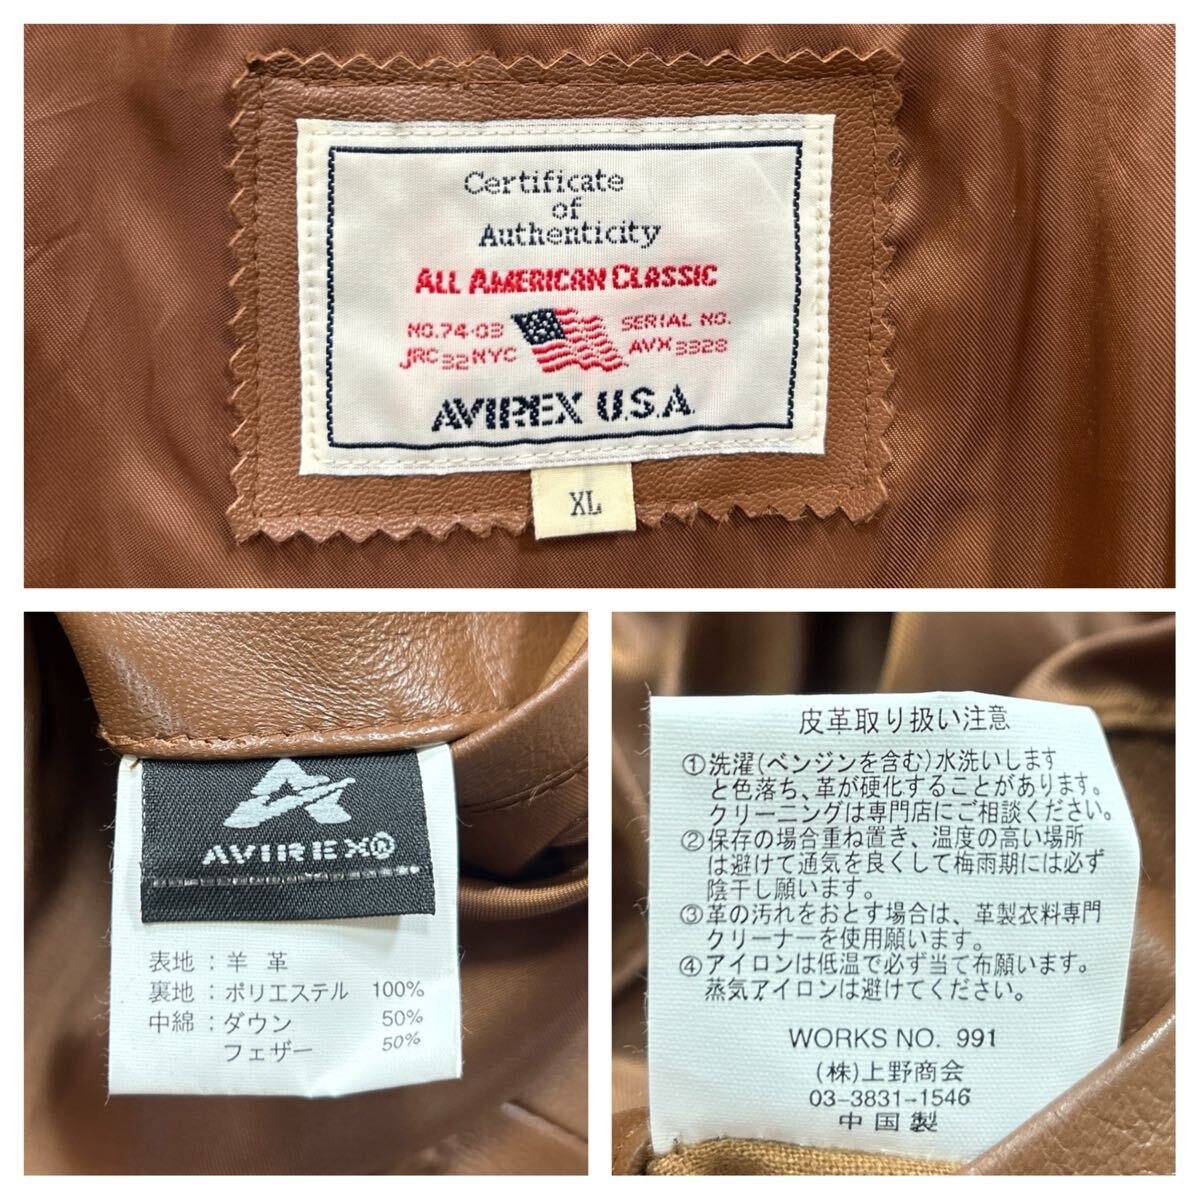 Certificate
of
Authenticity
ALL AMERICAN CLASSIC
NO.74-03
JRC 32 NYC
SERIAL NO.
AVX 3328
AVIREX U.S.A.
XL
AVIREX®
表地：羊 革
裏地：ポリエステル 100%
中綿：ダウン 50%
フェザー 50%
皮革取り扱い注意
①洗濯(ベンジンを含む)水洗いします
と色落ち、革が硬化することがあります。
クリーニングは専門店にご相談ください。
②保存の場合重ね置き、温度の高い場所
は避けて通気を良くして梅雨期には必ず
陰干し願います。
③革の汚れをおとす場合は、革製衣料専門
クリーナーを使用願います。
④アイロンは低温で必ず当て布願います。
蒸気アイロンは避けてください。
WORKS NO. 991
(株)上野商会
03-3831-1546
中国製